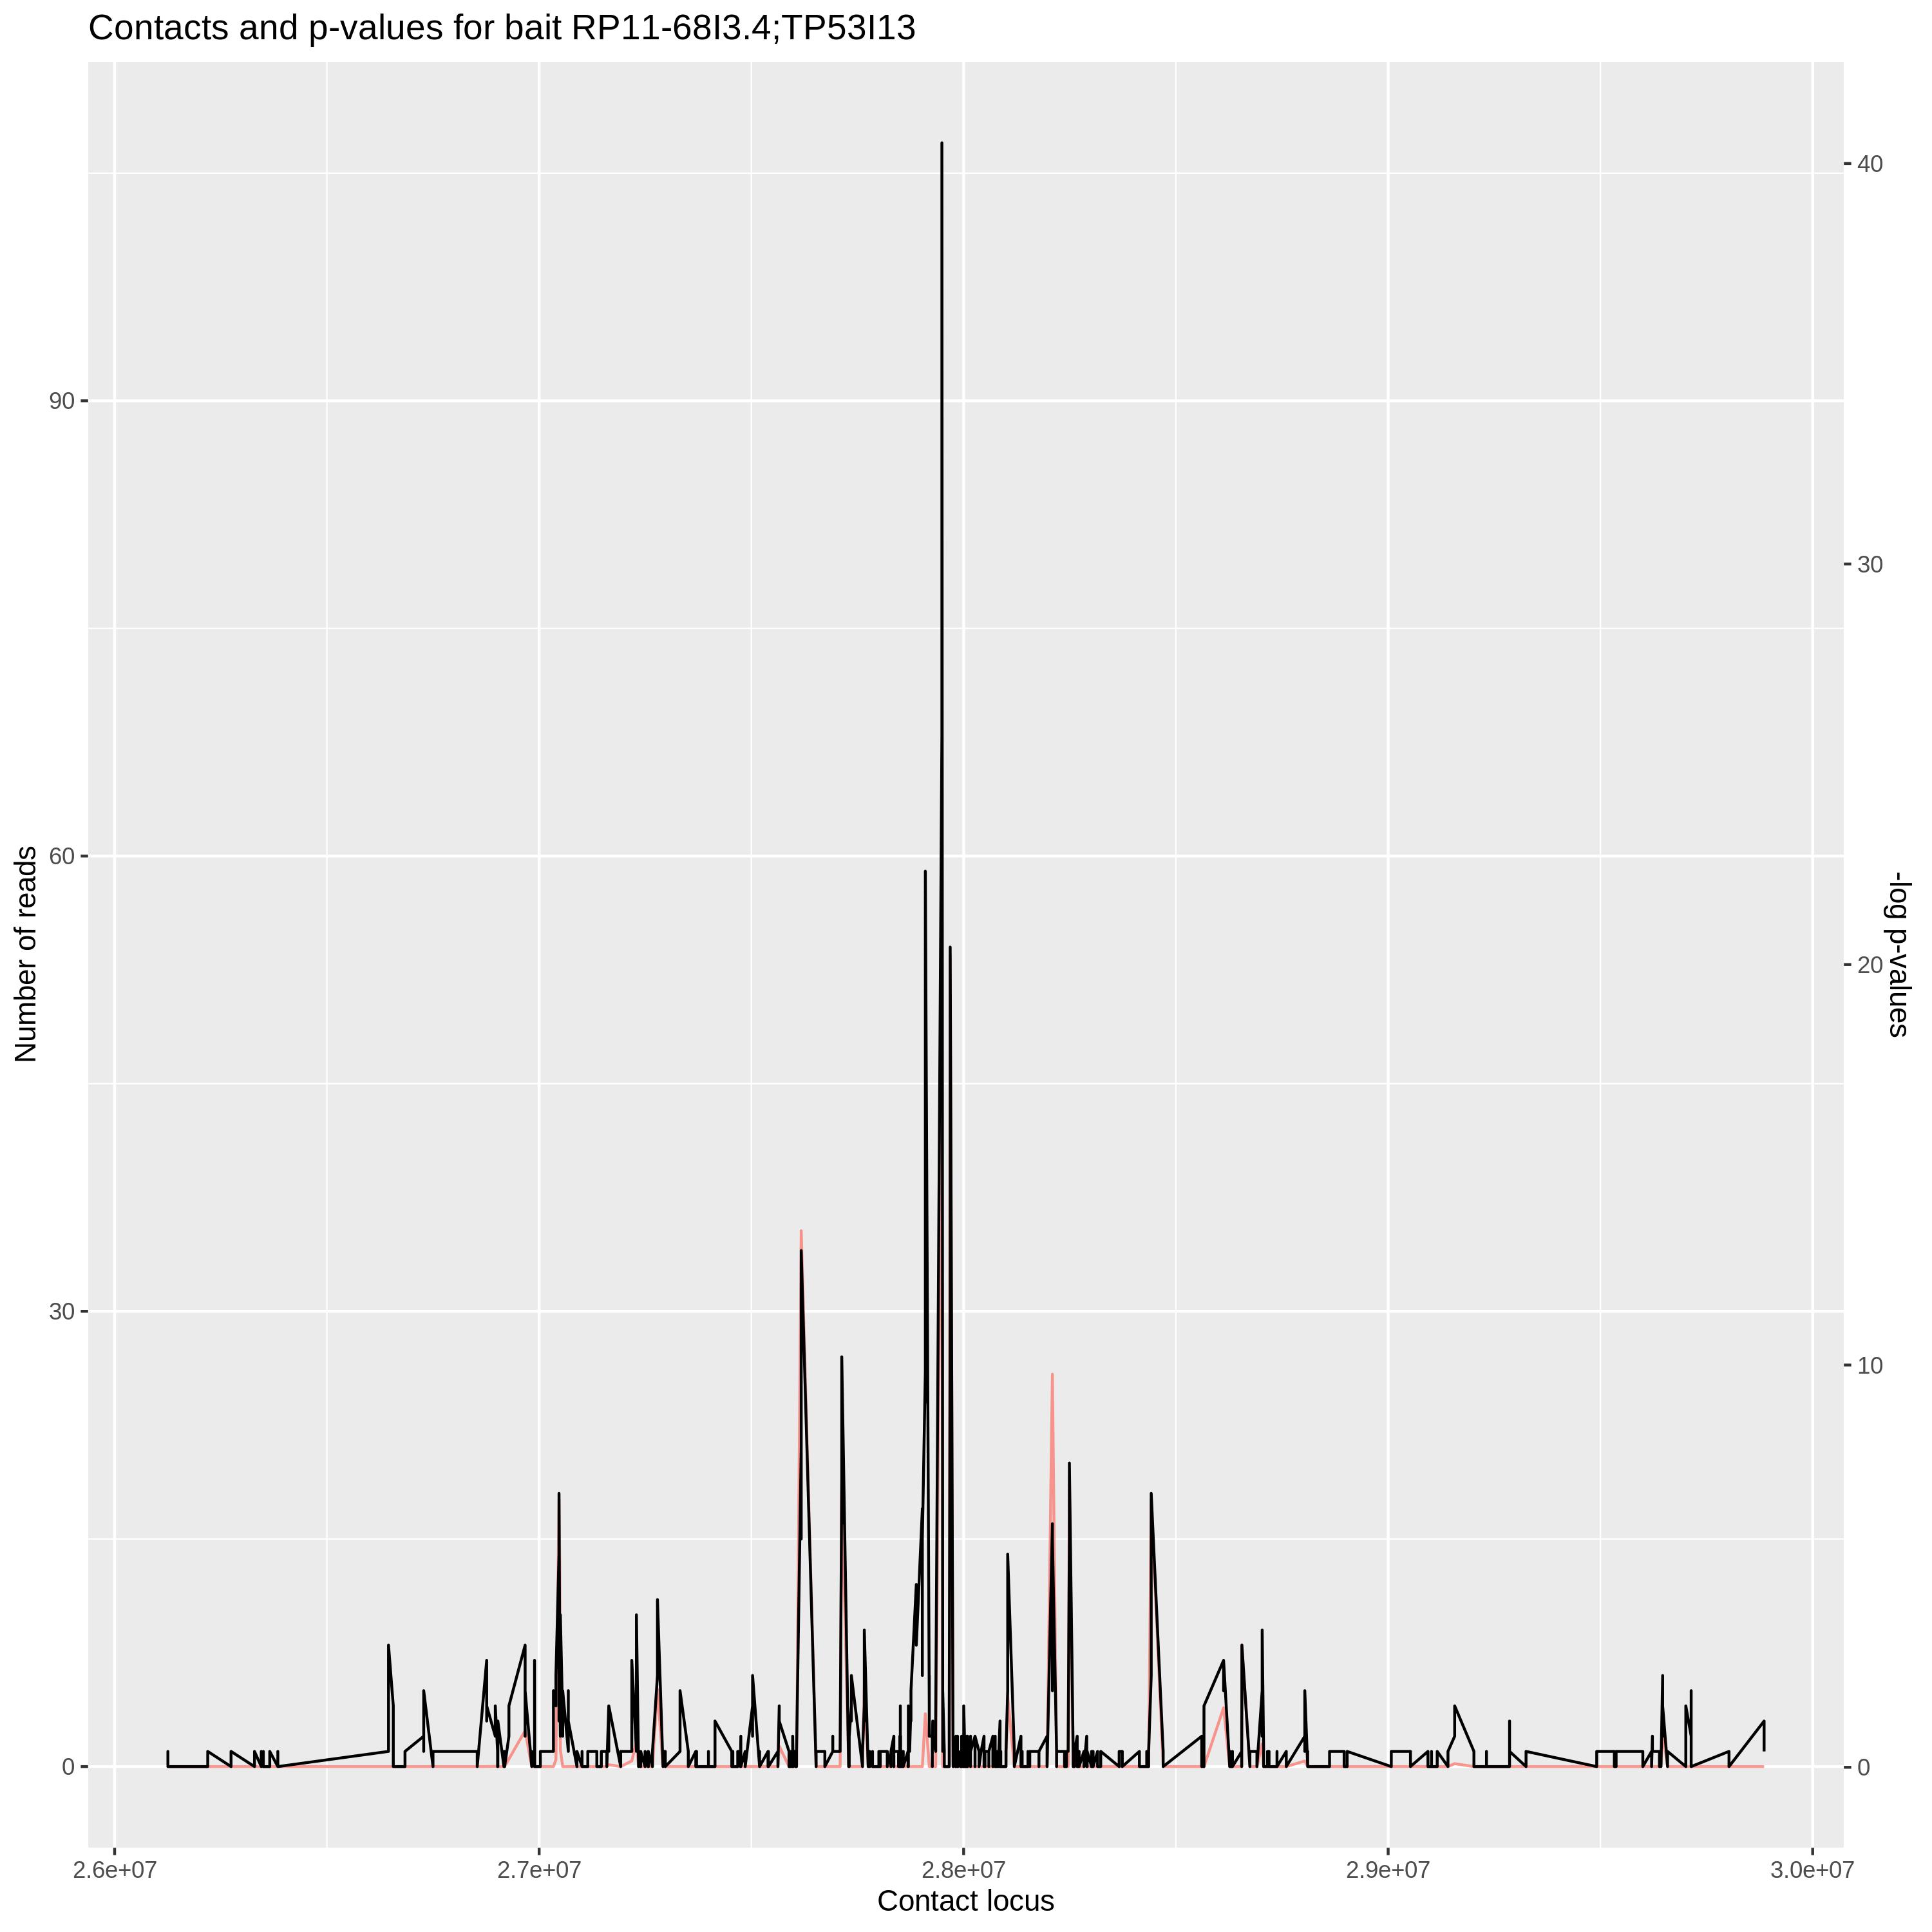 Contacts and p-values for bait RP11-68I3.4;TP53I13
40
90
30
Number of reads
60
-log p-values
20
30
10
0
0
2.6e+07
2.7e+07
2.8e+07
2.9e+07
3.0e+07
Contact locus